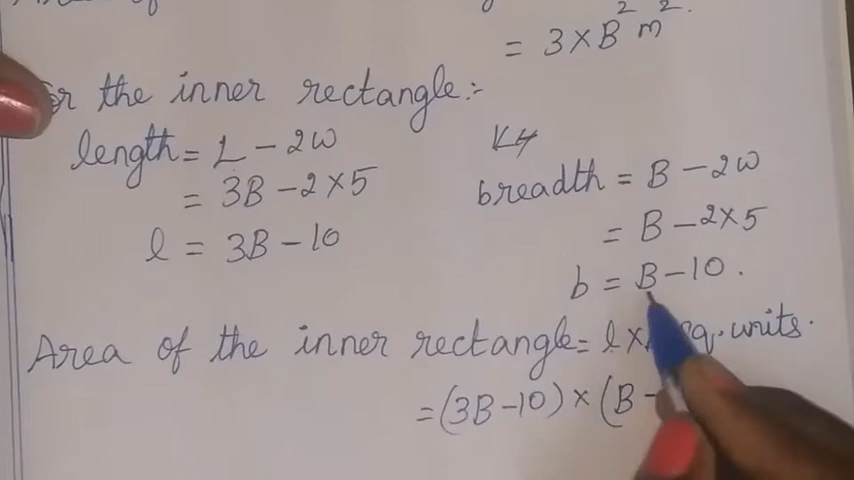 = 3 × B² m².
the inner rectangle :-
length = L - 2w
= 3B - 2×5
l = 3B - 10
breadth = B - 2w
= B - 2×5
b = B - 10.
Area of the inner rectangle = l × sq. units.
= (3B - 10) × (B -